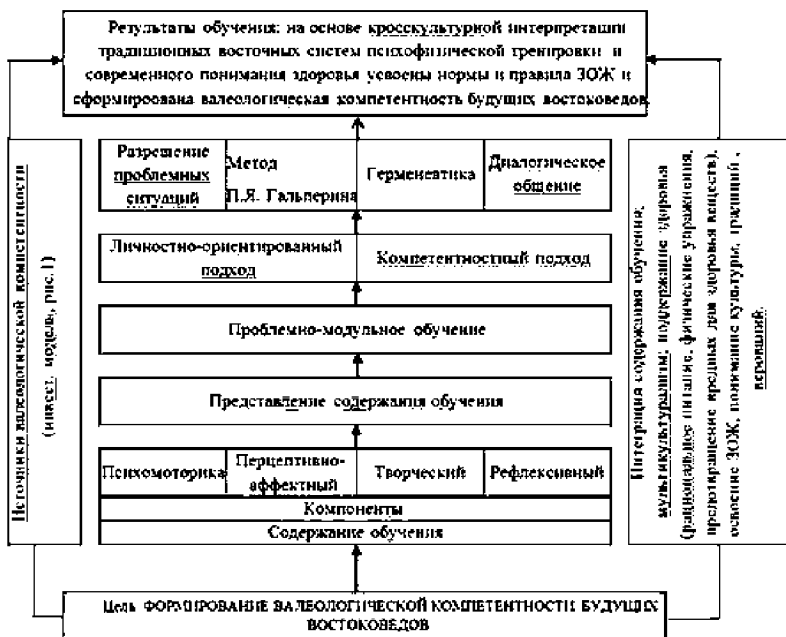 Результаты обучения: на основе кросскультурной интерпретации
традиционных восточных систем психофизической тренировки и
современного понимания здоровья усвоены нормы и правила ЗОЖ и
сформироована валеологическая компетентность будущих востоковедов.
Источники валеологической компетентности
(инвест. модель, рис.1)
Разрешение
проблемных
ситуаций
Метод
П.Я. Гальперина
Герменевтика
Диалогическое
общение
Личностно-ориентированный
подход
Компетентностный подход
Проблемно-модульное обучение
Представление содержания обучения
Психомоторика
Перцептивно-
аффектный
Творческий
Рефлексивный
Компоненты
Содержание обучения
Интеграция содержания обучения:
мультикультурализм; поддержание здоровья
(рациональное питание, физические упражнения,
предотвращение вредных для здоровья веществ),
освоение ЗОЖ, понимание культуры, традиций ,
верований.
Цель ФОРМИРОВАНИЕ ВАЛЕОЛОГИЧЕСКОЙ КОМПЕТЕНТНОСТИ БУДУЩИХ
ВОСТОКОВЕДОВ